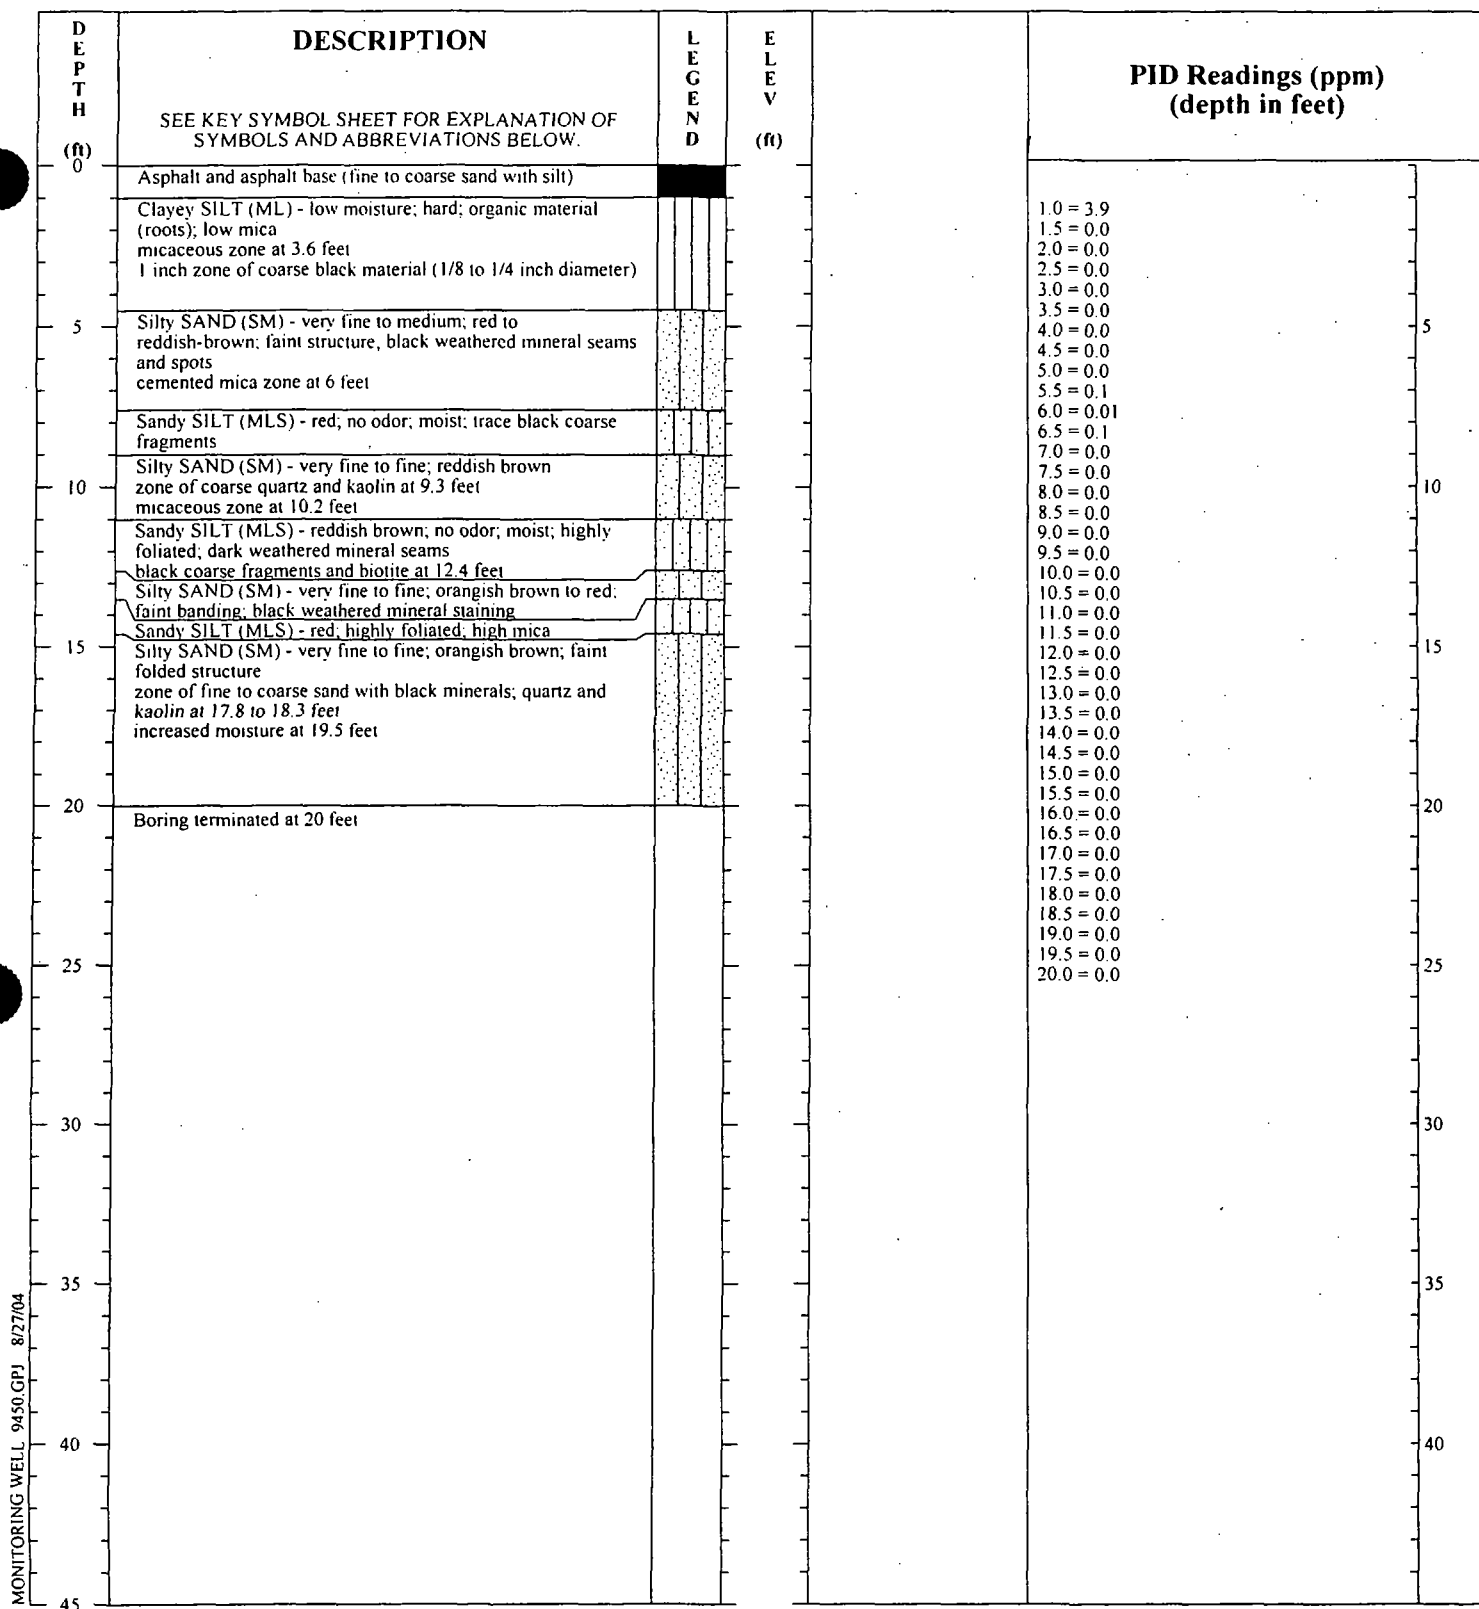 DEPTH
(ft)
DESCRIPTION
SEE KEY SYMBOL SHEET FOR EXPLANATION OF
SYMBOLS AND ABBREVIATIONS BELOW.
LEGEND
ELEV
(ft)
PID Readings (ppm)
(depth in feet)
0
Asphalt and asphalt base (fine to coarse sand with silt)
Clayey SILT (ML) - low moisture; hard; organic material
(roots); low mica
micaceous zone at 3.6 feet
1 inch zone of coarse black material (1/8 to 1/4 inch diameter)
5
Silty SAND (SM) - very fine to medium; red to
reddish-brown; faint structure, black weathered mineral seams
and spots
cemented mica zone at 6 feet
Sandy SILT (MLS) - red; no odor; moist; trace black coarse
fragments
Silty SAND (SM) - very fine to fine; reddish brown
zone of coarse quartz and kaolin at 9.3 feet
10
micaceous zone at 10.2 feet
Sandy SILT (MLS) - reddish brown; no odor; moist; highly
foliated; dark weathered mineral seams
black coarse fragments and biotite at 12.4 feet
Silty SAND (SM) - very fine to fine; orangish brown to red;
faint banding; black weathered mineral staining
Sandy SILT (MLS) - red; highly foliated; high mica
15
Silty SAND (SM) - very fine to fine; orangish brown; faint
folded structure
zone of fine to coarse sand with black minerals; quartz and
kaolin at 17.8 to 18.3 feet
increased moisture at 19.5 feet
20
Boring terminated at 20 feet
25
30
35
40
45
1.0 = 3.9
1.5 = 0.0
2.0 = 0.0
2.5 = 0.0
3.0 = 0.0
3.5 = 0.0
4.0 = 0.0
4.5 = 0.0
5.0 = 0.0
5.5 = 0.1
6.0 = 0.01
6.5 = 0.1
7.0 = 0.0
7.5 = 0.0
8.0 = 0.0
8.5 = 0.0
9.0 = 0.0
9.5 = 0.0
10.0 = 0.0
10.5 = 0.0
11.0 = 0.0
11.5 = 0.0
12.0 = 0.0
12.5 = 0.0
13.0 = 0.0
13.5 = 0.0
14.0 = 0.0
14.5 = 0.0
15.0 = 0.0
15.5 = 0.0
16.0 = 0.0
16.5 = 0.0
17.0 = 0.0
17.5 = 0.0
18.0 = 0.0
18.5 = 0.0
19.0 = 0.0
19.5 = 0.0
20.0 = 0.0
5
10
15
20
25
30
35
40
MONITORING WELL 9450.GPJ 8/27/04